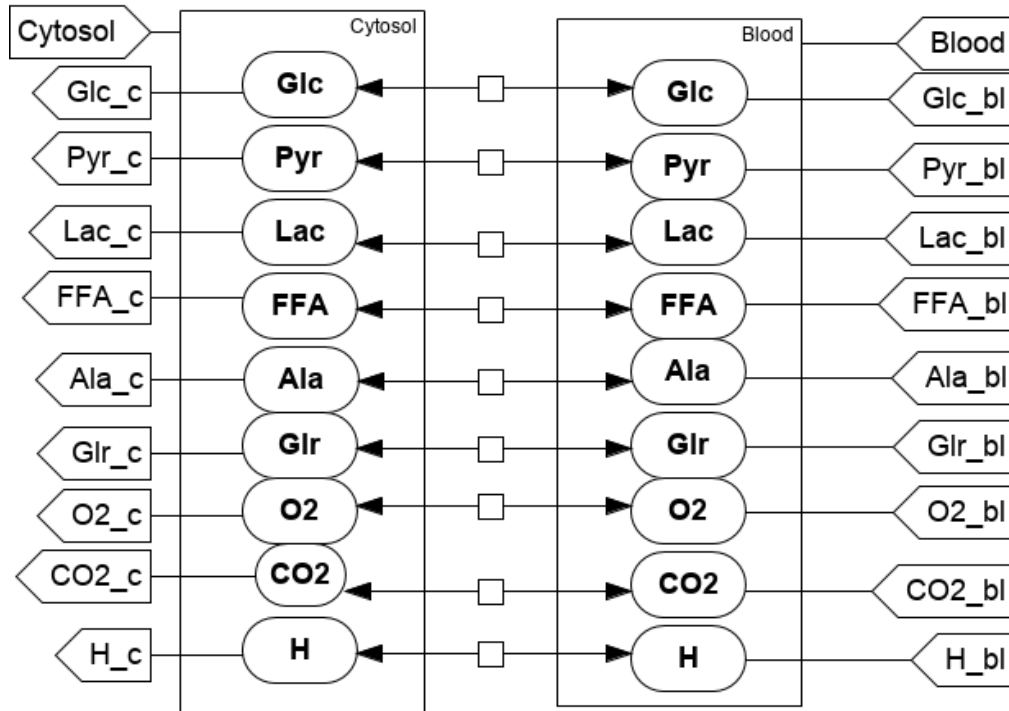 Cytosol
Cytosol
Blood
Blood
Glc_c
Glc
Glc
Glc_bl
Pyr_c
Pyr
Pyr
Pyr_bl
Lac_c
Lac
Lac
Lac_bl
FFA_c
FFA
FFA
FFA_bl
Ala_c
Ala
Ala
Ala_bl
Glr_c
Glr
Glr
Glr_bl
O2_c
O2
O2
O2_bl
CO2_c
CO2
CO2
CO2_bl
H_c
H
H
H_bl